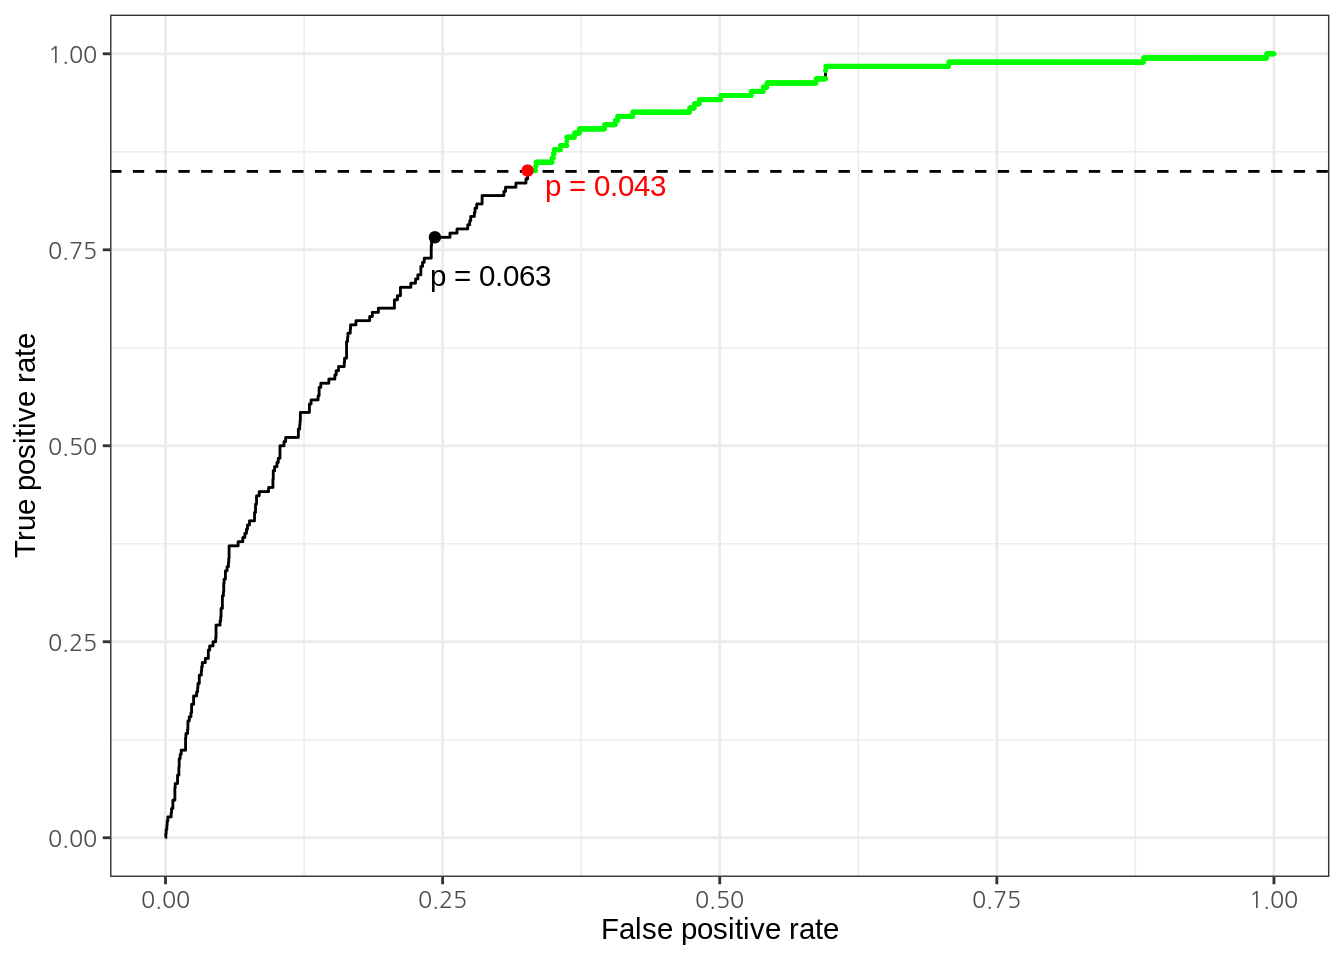 1.00
0.75
0.50
0.25
0.00
True positive rate
p = 0.043
p = 0.063
0.00 0.25 0.50 0.75 1.00
False positive rate